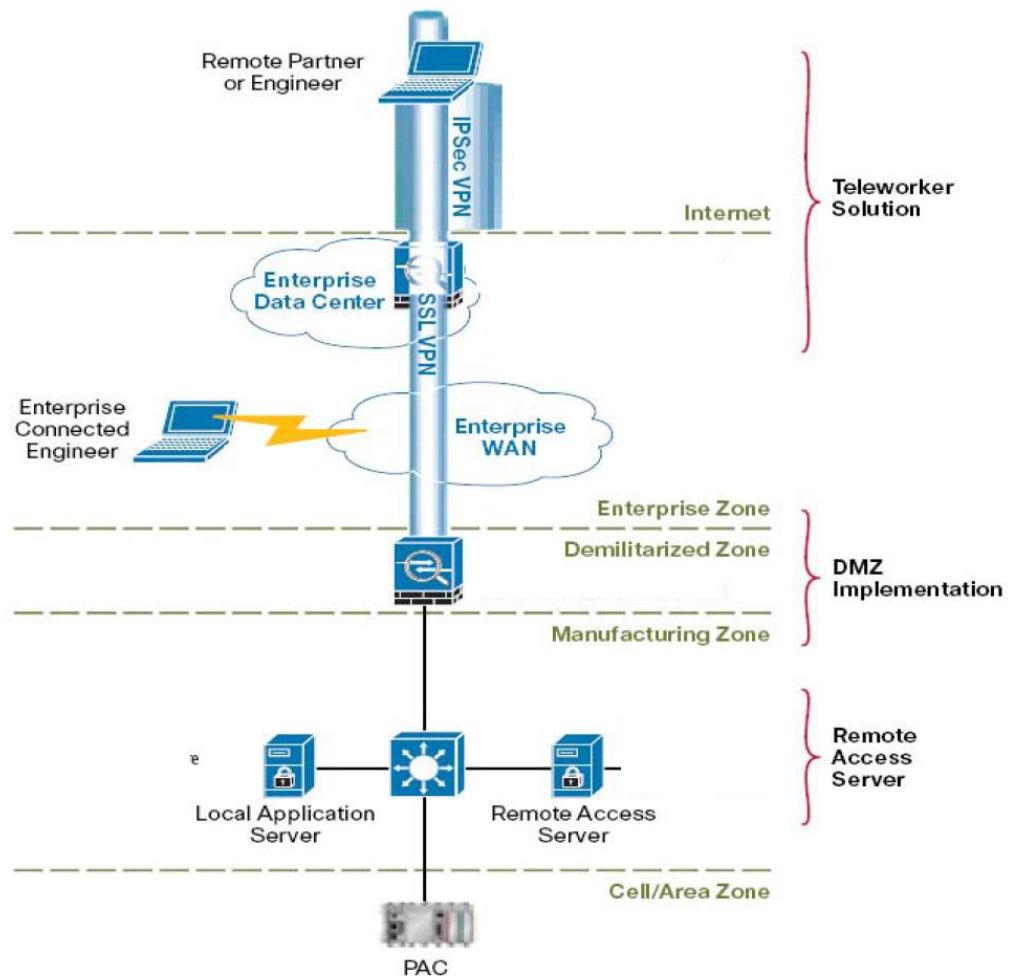 Remote Partner
or Engineer
IPSec VPN
Internet
Teleworker
Solution
Enterprise
Data Center
SSL VPN
Enterprise
Connected
Engineer
Enterprise
WAN
Enterprise Zone
Demilitarized Zone
DMZ
Implementation
Manufacturing Zone
re
Local Application
Server
Remote Access
Server
Remote
Access
Server
Cell/Area Zone
PAC